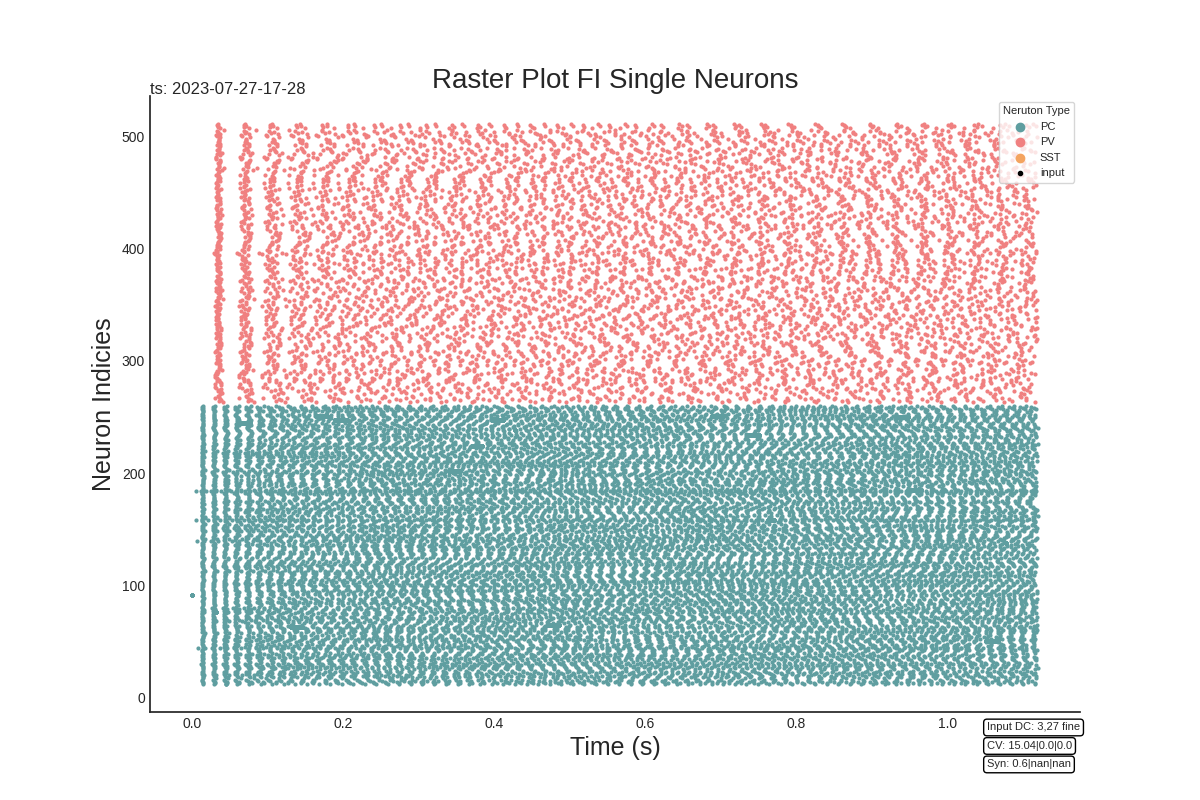 Raster Plot FI Single Neurons
ts: 2023-07-27-17-28
Neruton Type
PC
PV
SST
input
Neuron Indicies
500
400
300
200
100
0
0.0
0.2
0.4
0.6
0.8
1.0
Time (s)
Input DC: 3,27 fine
CV: 15.04|0.0|0.0
Syn: 0.6|nan|nan